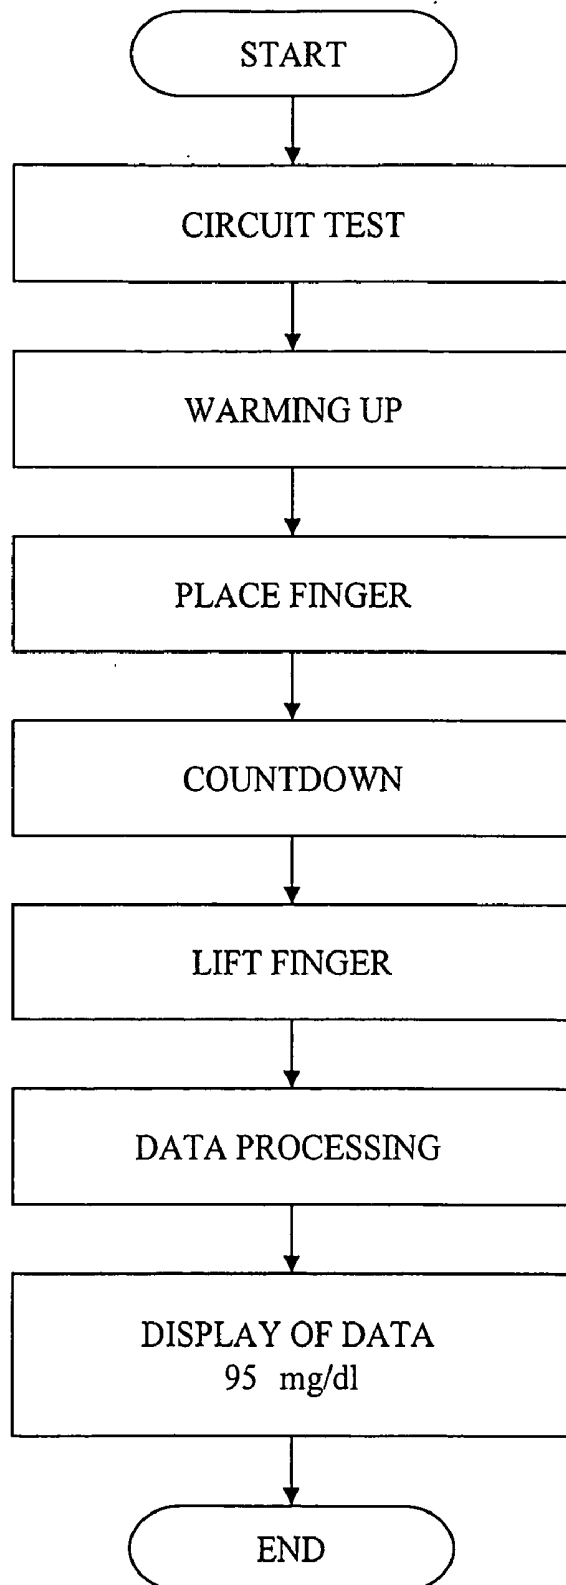 START
CIRCUIT TEST
WARMING UP
PLACE FINGER
COUNTDOWN
LIFT FINGER
DATA PROCESSING
DISPLAY OF DATA
95 mg/dl
END